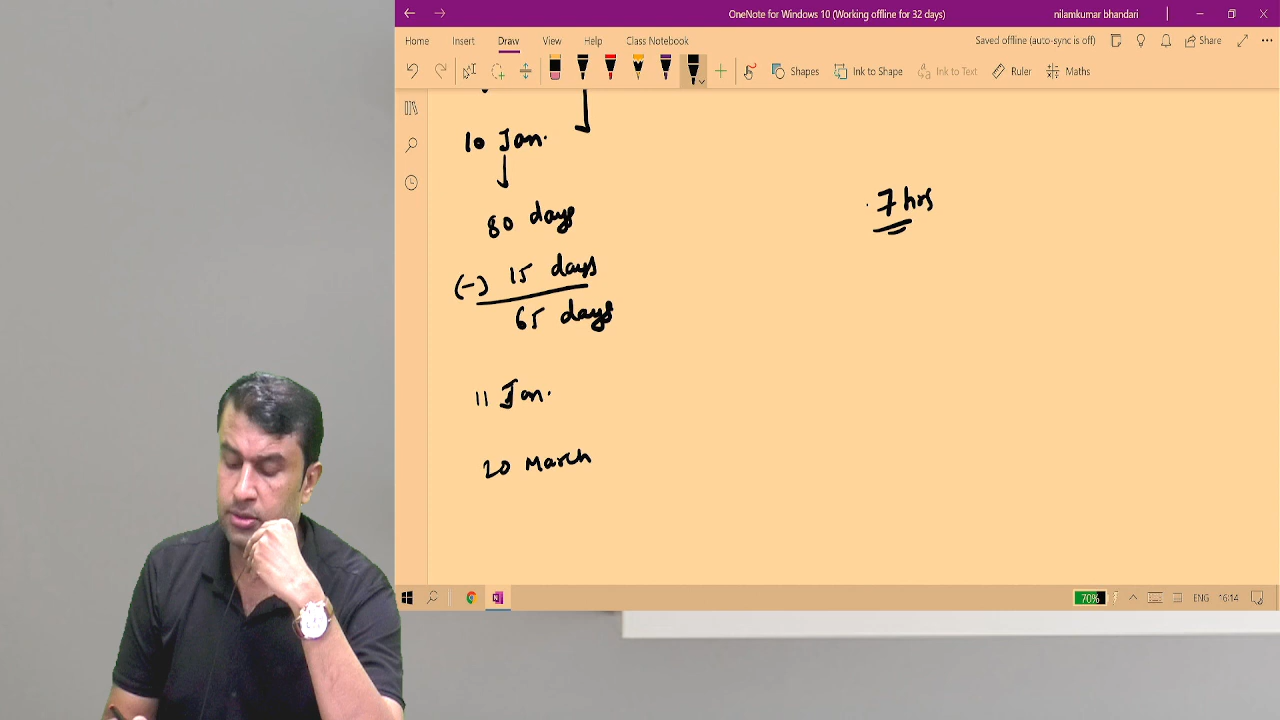 OneNote for Windows 10 (Working offline for 32 days)
nilamkumar bhandari
Home Insert Draw View Help Class Notebook
Saved offline (auto-sync is off)
Share
Shapes
Ink to Shape
Ink to Text
Ruler
Maths
10 Jan.
80 days
7 hrs
(-) 15 days
65 days
11 Jan.
20 March
70%
ENG
16:14